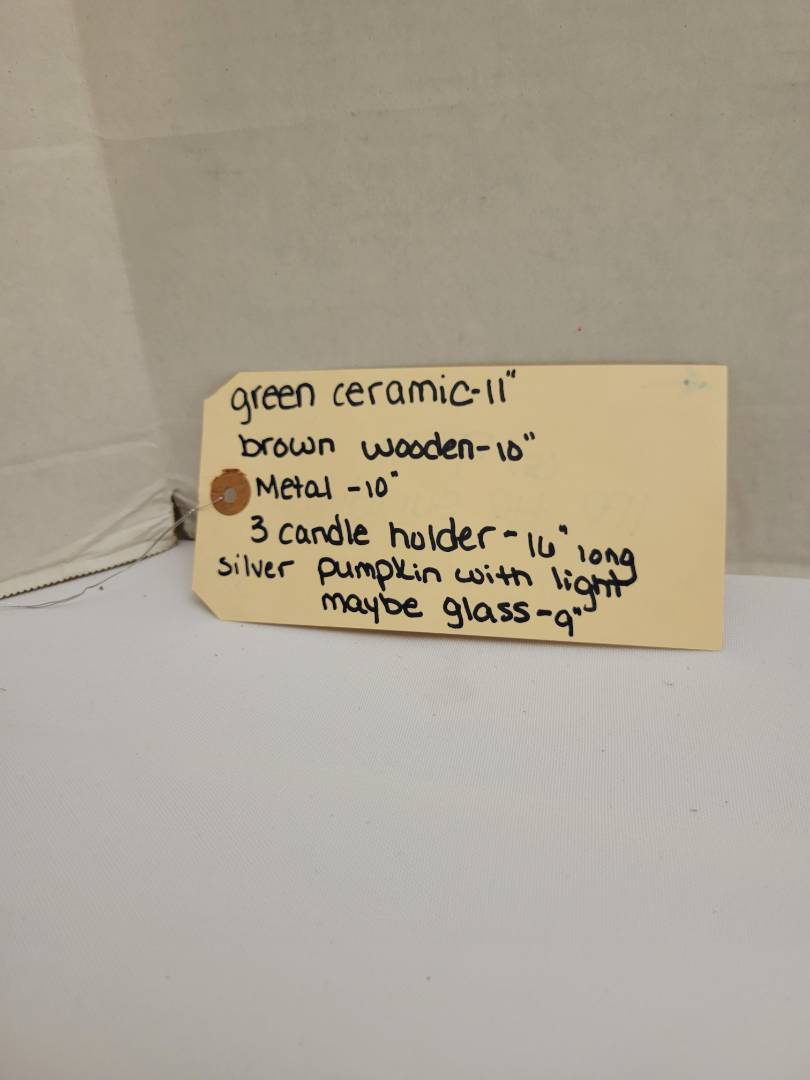 green ceramic-11"
brown wooden-10"
Metal -10"
3 candle holder-16" long
silver pumpkin with light
maybe glass-9"